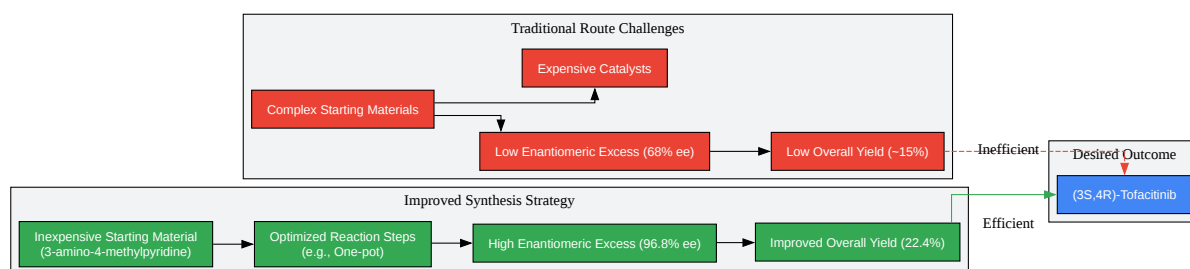 Traditional Route Challenges
Expensive Catalysts
Complex Starting Materials
Low Enantiomeric Excess (68% ee)
Low Overall Yield (~15%)
Inefficient
Desired Outcome
(3S,4R)-Tofacitinib
Improved Synthesis Strategy
Inexpensive Starting Material
(3-amino-4-methylpyridine)
Optimized Reaction Steps
(e.g., One-pot)
High Enantiomeric Excess (96.8% ee)
Improved Overall Yield (22.4%)
Efficient